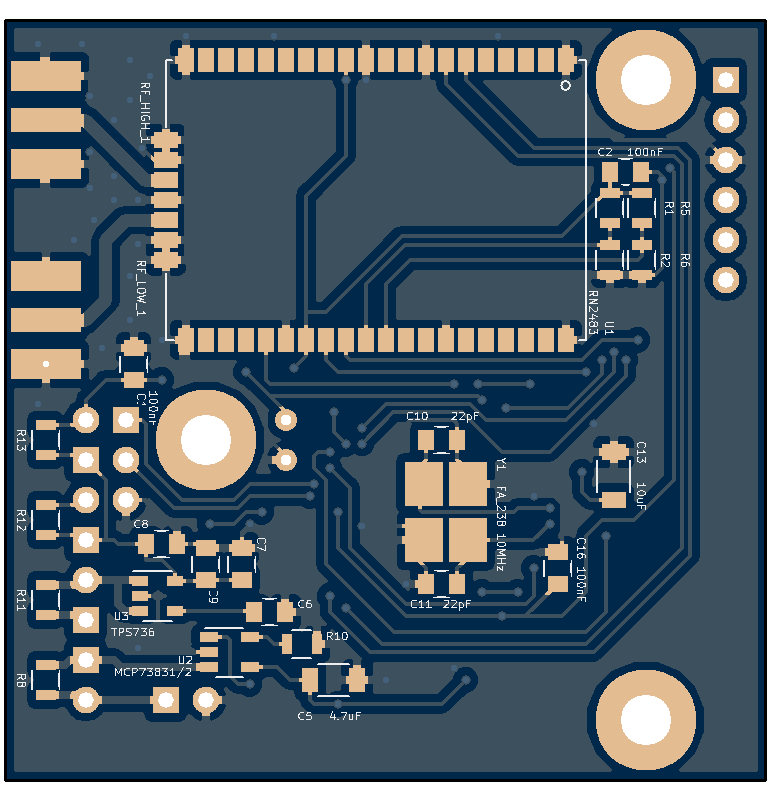 RF_HIGH_1
C2 100nF
R1
R5
R2
R6
RF_LOW_1
RN2483
U1
100nF
C10 22pF
R13
Y1
FA_23B 10MHz
C13
10uF
R12
C8
C7
C16
100nF
C9
R11
U3
TPS736
C6
C11 22pF
R10
U2
MCP73831/2
R8
C5 4.7uF